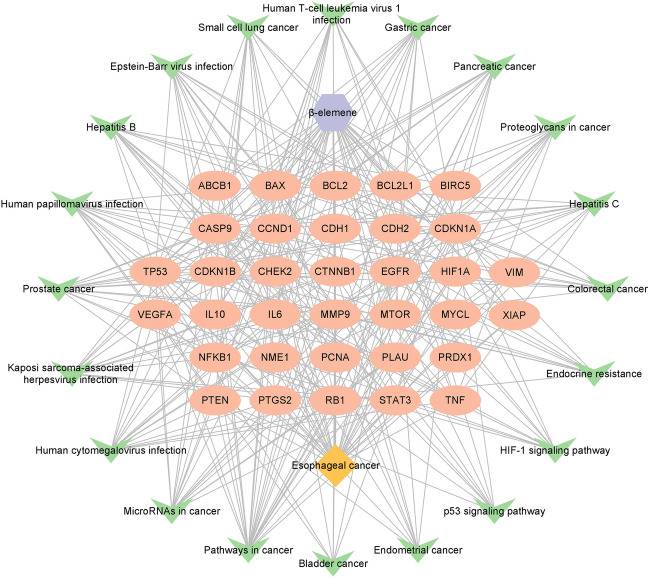 Human T-cell leukemia virus 1
infection
Small cell lung cancer
Gastric cancer
Epstein-Barr virus infection
Pancreatic cancer
β-elemene
Hepatitis B
Proteoglycans in cancer
ABCB1 BAX BCL2 BCL2L1 BIRC5
Human papillomavirus infection
Hepatitis C
CASP9 CCND1 CDH1 CDH2 CDKN1A
TP53 CDKN1B CHEK2 CTNNB1 EGFR HIF1A VIM
Prostate cancer
Colorectal cancer
VEGFA IL10 IL6 MMP9 MTOR MYCL XIAP
NFKB1 NME1 PCNA PLAU PRDX1
Kaposi sarcoma-associated
herpesvirus infection
Endocrine resistance
PTEN PTGS2 RB1 STAT3 TNF
Human cytomegalovirus infection
HIF-1 signaling pathway
Esophageal cancer
MicroRNAs in cancer
p53 signaling pathway
Pathways in cancer
Endometrial cancer
Bladder cancer